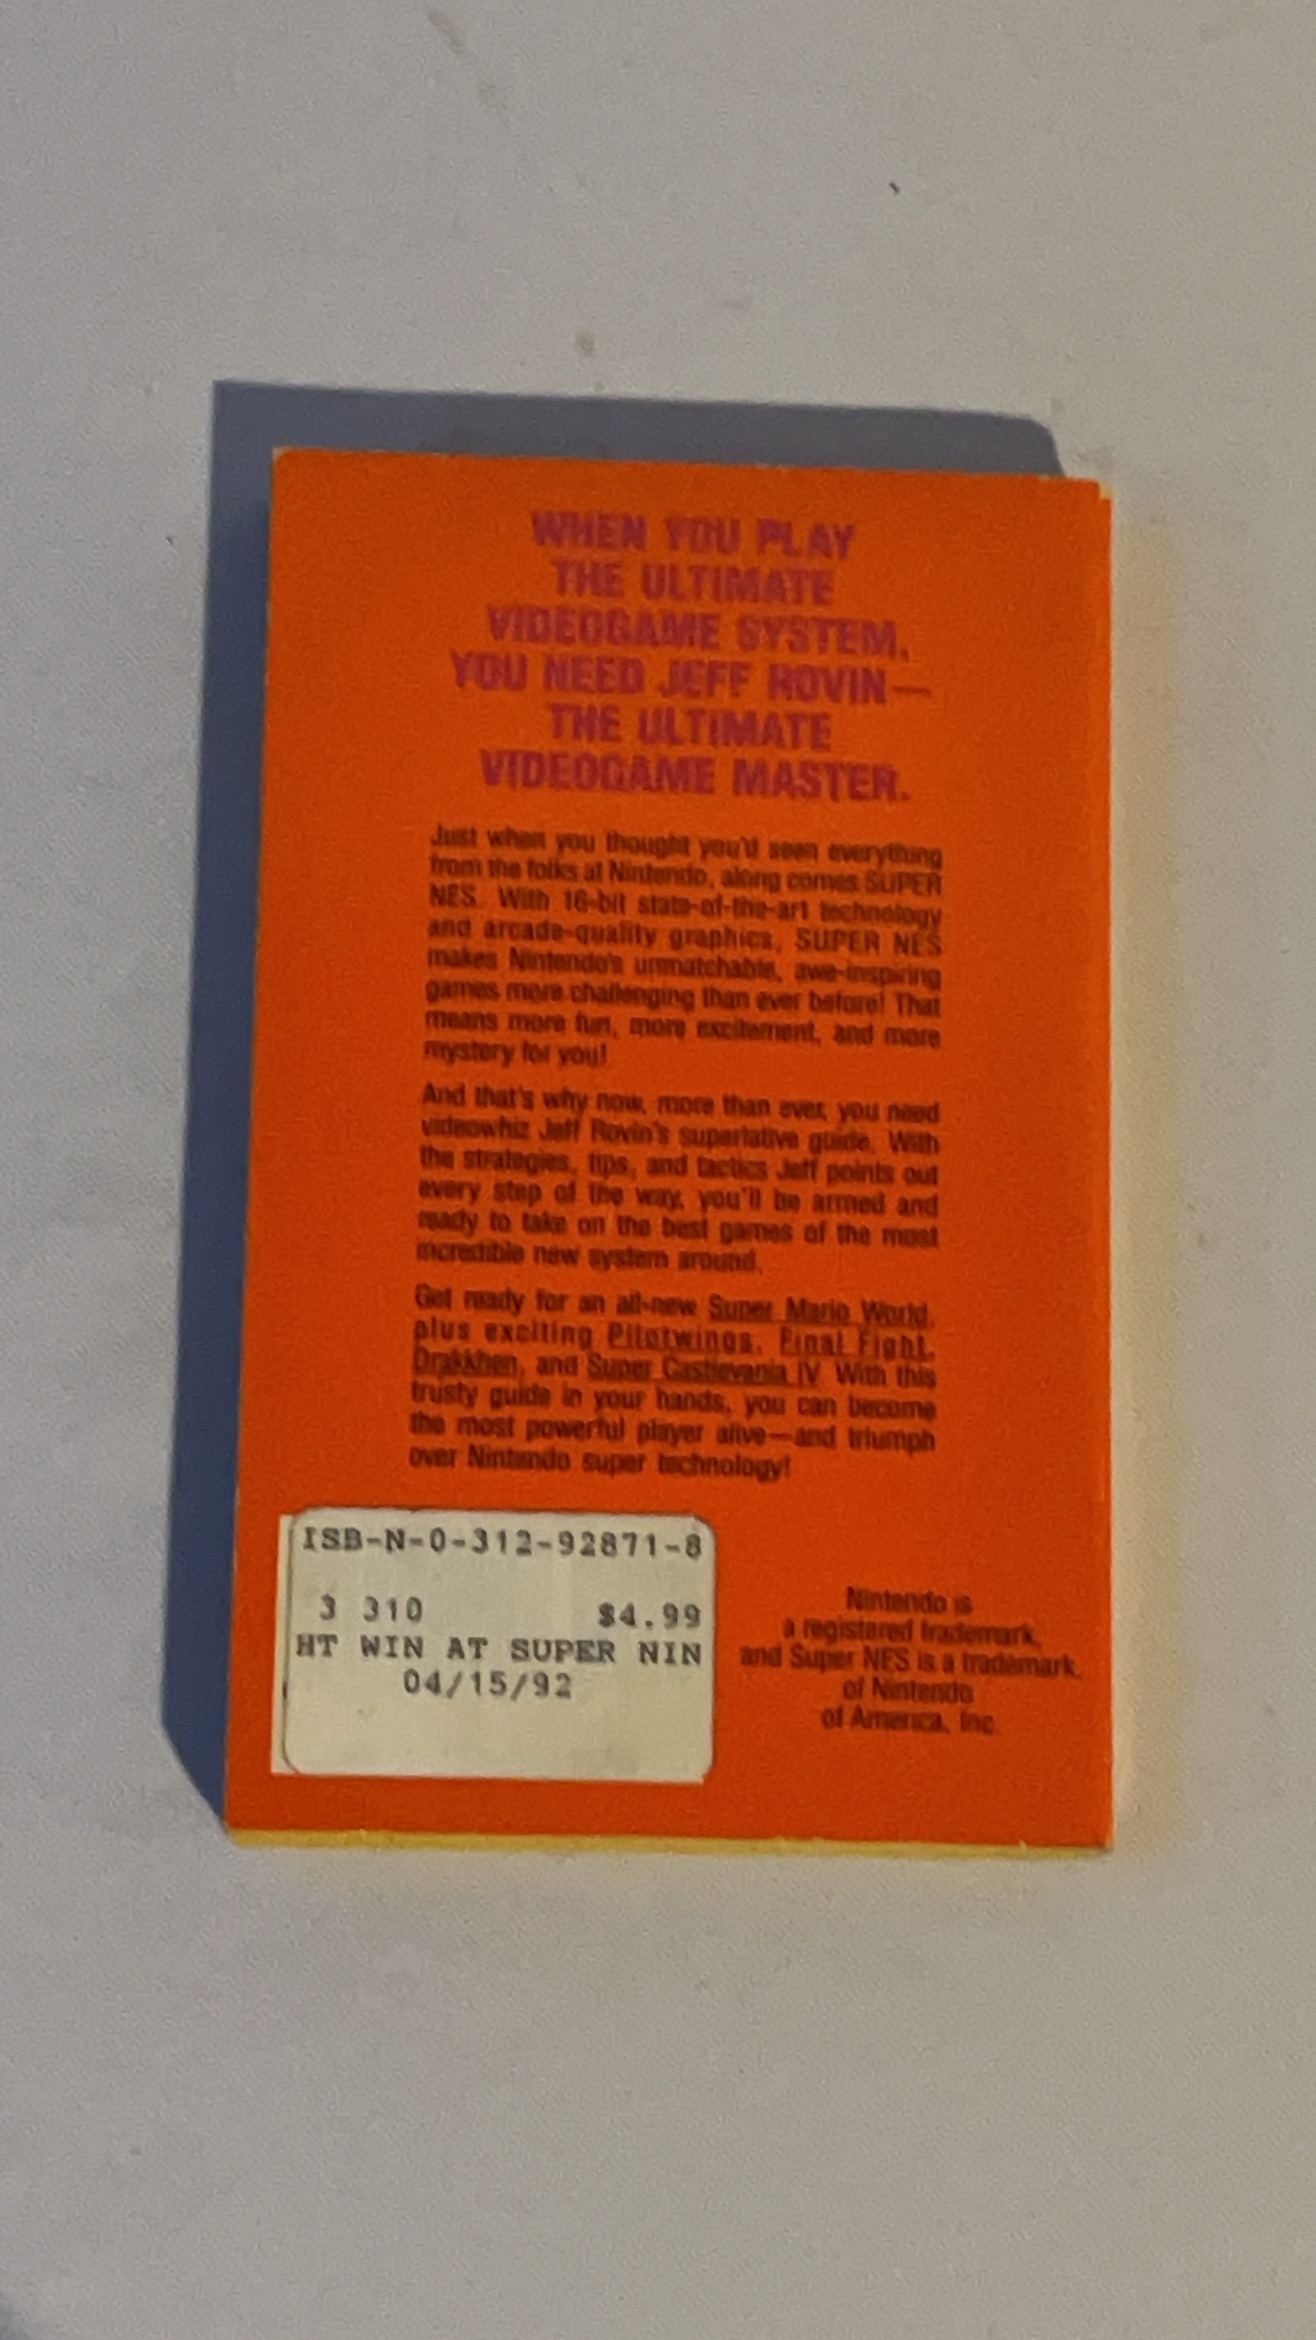 WHEN YOU PLAY
THE ULTIMATE
VIDEOGAME SYSTEM,
YOU NEED JEFF ROVIN—
THE ULTIMATE
VIDEOGAME MASTER.
Just when you thought you'd seen everything
from the folks at Nintendo, along comes SUPER
NES. With 16-bit state-of-the-art technology
and arcade-quality graphics, SUPER NES
makes Nintendo's unmatchable, awe-inspiring
games more challenging than ever before! That
means more fun, more excitement, and more
mystery for you!
And that's why now, more than ever, you need
videowhiz Jeff Rovin's superlative guide. With
the strategies, tips, and tactics Jeff points out
every step of the way, you'll be armed and
ready to take on the best games of the most
incredible new system around.
Get ready for an all-new Super Mario World,
plus exciting Pilotwings, Final Fight,
Drakkhen, and Super Castlevania IV. With this
trusty guide in your hands, you can become
the most powerful player alive—and triumph
over Nintendo super technology!
ISB-N-0-312-92871-8
3 310 $4.99
HT WIN AT SUPER NIN
04/15/92
Nintendo is
a registered trademark,
and Super NES is a trademark,
of Nintendo
of America, Inc.